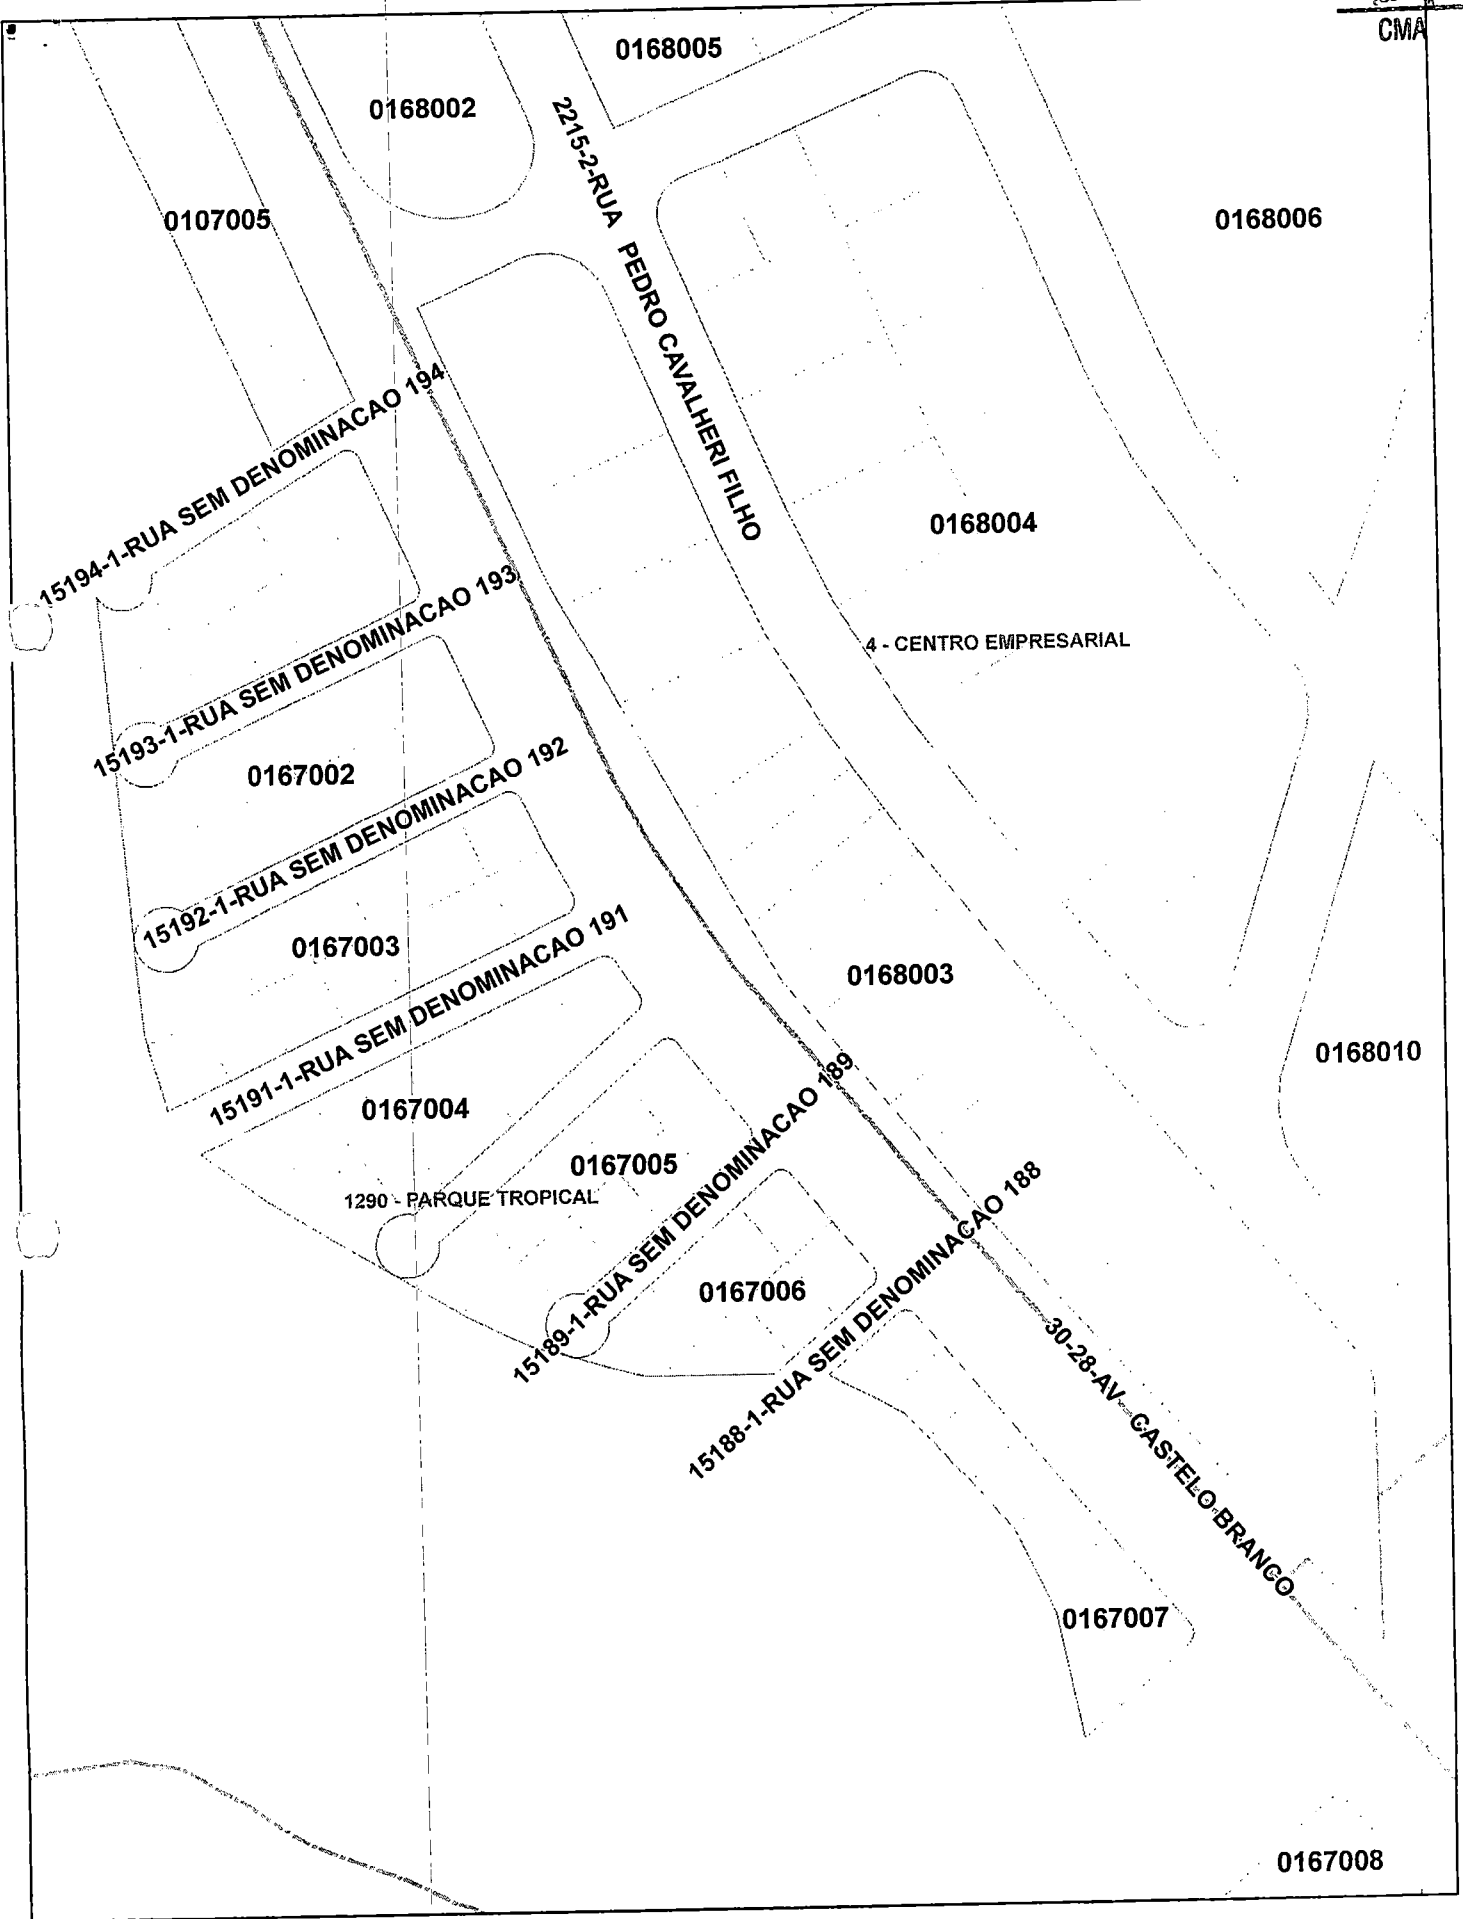 CMA
0168005
0168002
2215-2-RUA PEDRO CAVALHERI FILHO
0107005
0168006
15194-1-RUA SEM DENOMINACAO 194
0168004
15193-1-RUA SEM DENOMINACAO 193
4 - CENTRO EMPRESARIAL
0167002
15192-1-RUA SEM DENOMINACAO 192
0167003
0168003
15191-1-RUA SEM DENOMINACAO 191
0168010
0167004
0167005
1290 - PARQUE TROPICAL
15189-1-RUA SEM DENOMINACAO 189
0167006
15188-1-RUA SEM DENOMINACAO 188
30-28-AV CASTELO BRANCO
0167007
0167008